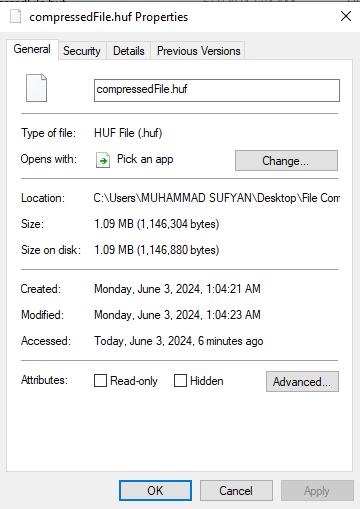 compressedFile.huf Properties
General Security Details Previous Versions
compressedFile.huf
Type of file: HUF File (.huf)
Opens with: Pick an app Change...
Location: C:\Users\MUHAMMAD SUFYAN\Desktop\File Com
Size: 1.09 MB (1,146,304 bytes)
Size on disk: 1.09 MB (1,146,880 bytes)
Created: Monday, June 3, 2024, 1:04:21 AM
Modified: Monday, June 3, 2024, 1:04:23 AM
Accessed: Today, June 3, 2024, 6 minutes ago
Attributes: Read-only Hidden Advanced...
OK Cancel Apply